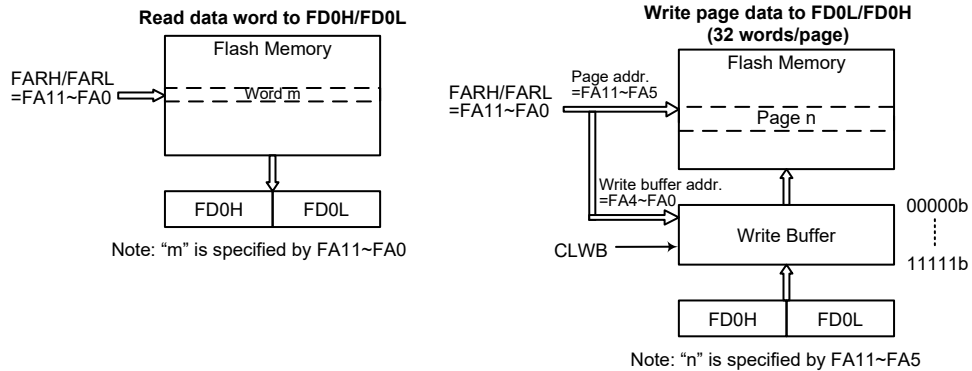 Read data word to FD0H/FD0L
Flash Memory
FARH/FARL
=FA11~FA0
Word m
FD0H
FD0L
Note: "m" is specified by FA11~FA0
Write page data to FD0L/FD0H
(32 words/page)
Flash Memory
FARH/FARL
=FA11~FA0
Page addr.
=FA11~FA5
Page n
Write buffer addr.
=FA4~FA0
CLWB
Write Buffer
00000b
11111b
FD0H
FD0L
Note: "n" is specified by FA11~FA5